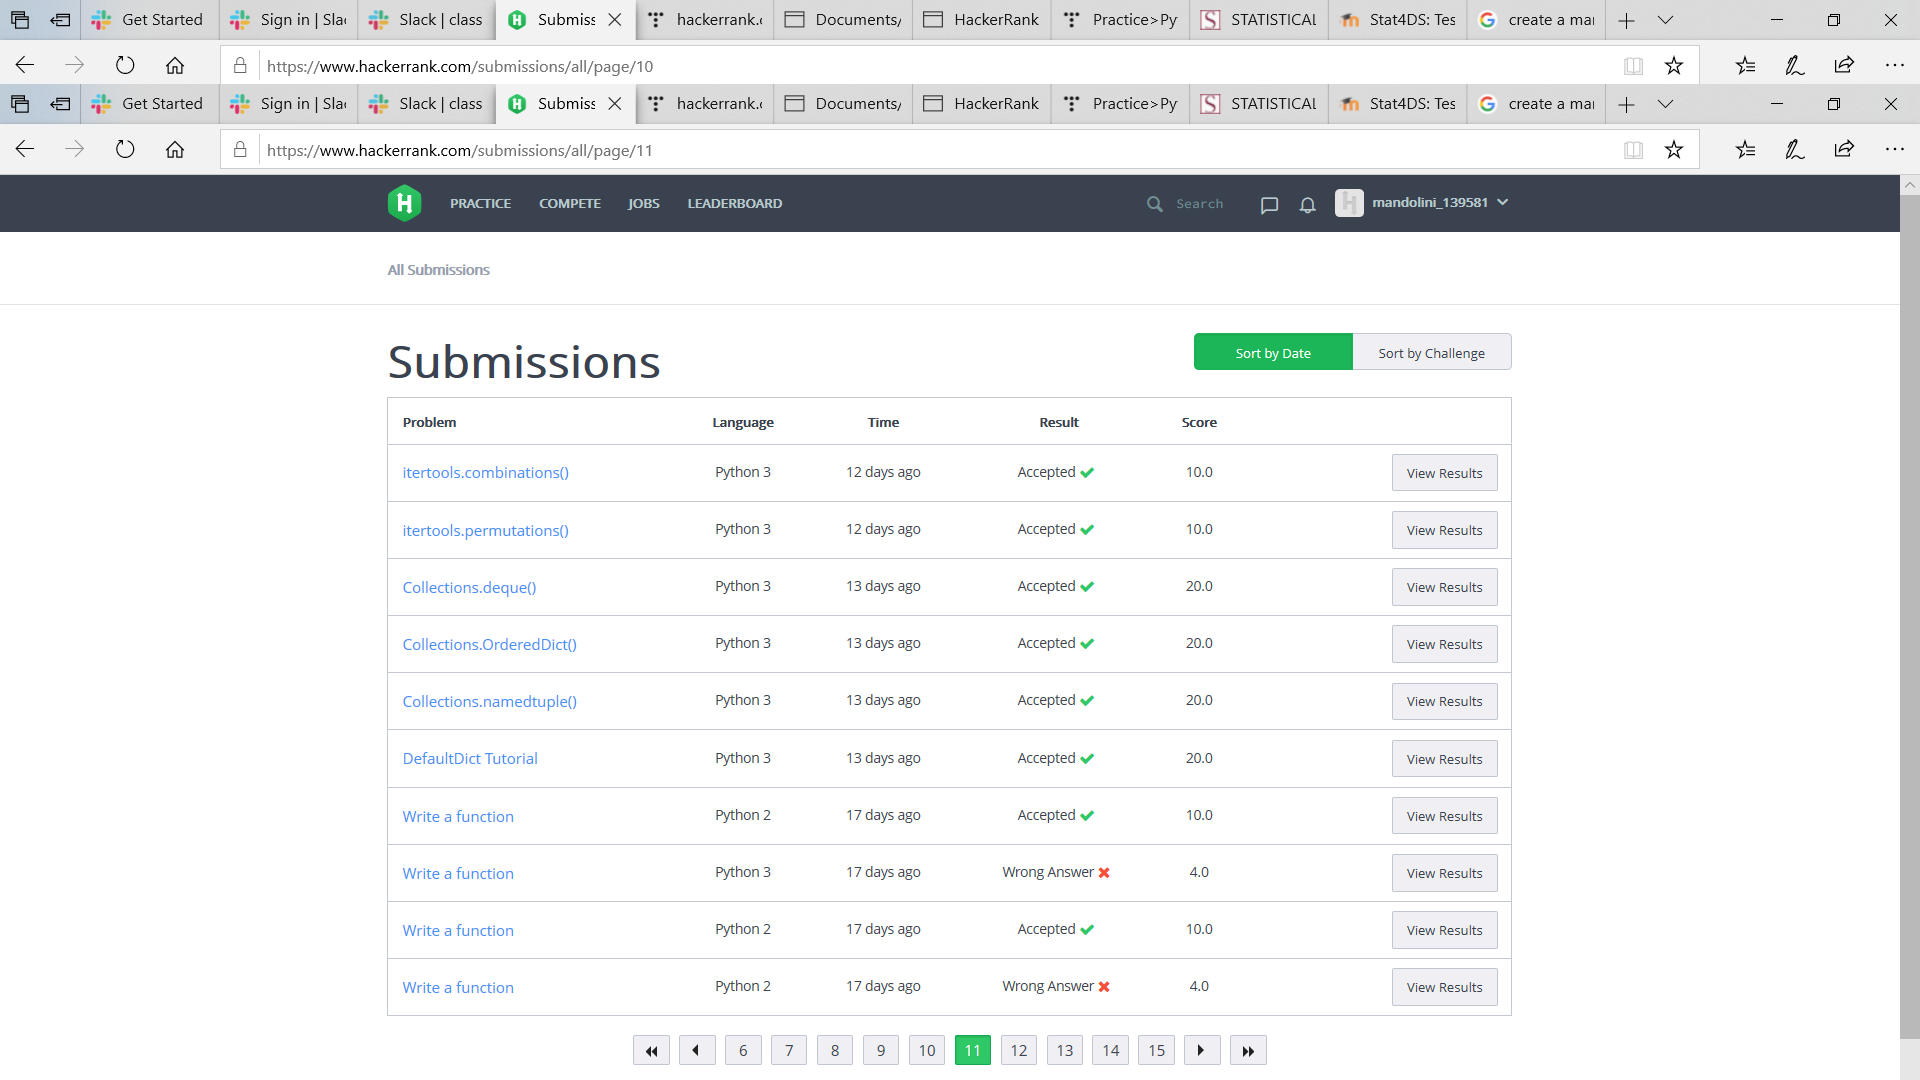 Get Started
Sign in | Sla
Slack | class
Submiss
hackerrank.c
Documents/
HackerRank
Practice>Py
STATISTICAL
Stat4DS: Tes
create a mar
https://www.hackerrank.com/submissions/all/page/10
Get Started
Sign in | Sla
Slack | class
Submiss
hackerrank.c
Documents/
HackerRank
Practice>Py
STATISTICAL
Stat4DS: Tes
create a mar
https://www.hackerrank.com/submissions/all/page/11
H PRACTICE COMPETE JOBS LEADERBOARD Search H mandolini_139581
All Submissions
Submissions
Sort by Date Sort by Challenge
Problem Language Time Result Score
itertools.combinations() Python 3 12 days ago Accepted 10.0 View Results
itertools.permutations() Python 3 12 days ago Accepted 10.0 View Results
Collections.deque() Python 3 13 days ago Accepted 20.0 View Results
Collections.OrderedDict() Python 3 13 days ago Accepted 20.0 View Results
Collections.namedtuple() Python 3 13 days ago Accepted 20.0 View Results
DefaultDict Tutorial Python 3 13 days ago Accepted 20.0 View Results
Write a function Python 2 17 days ago Accepted 10.0 View Results
Write a function Python 3 17 days ago Wrong Answer 4.0 View Results
Write a function Python 2 17 days ago Accepted 10.0 View Results
Write a function Python 2 17 days ago Wrong Answer 4.0 View Results
6 7 8 9 10 11 12 13 14 15